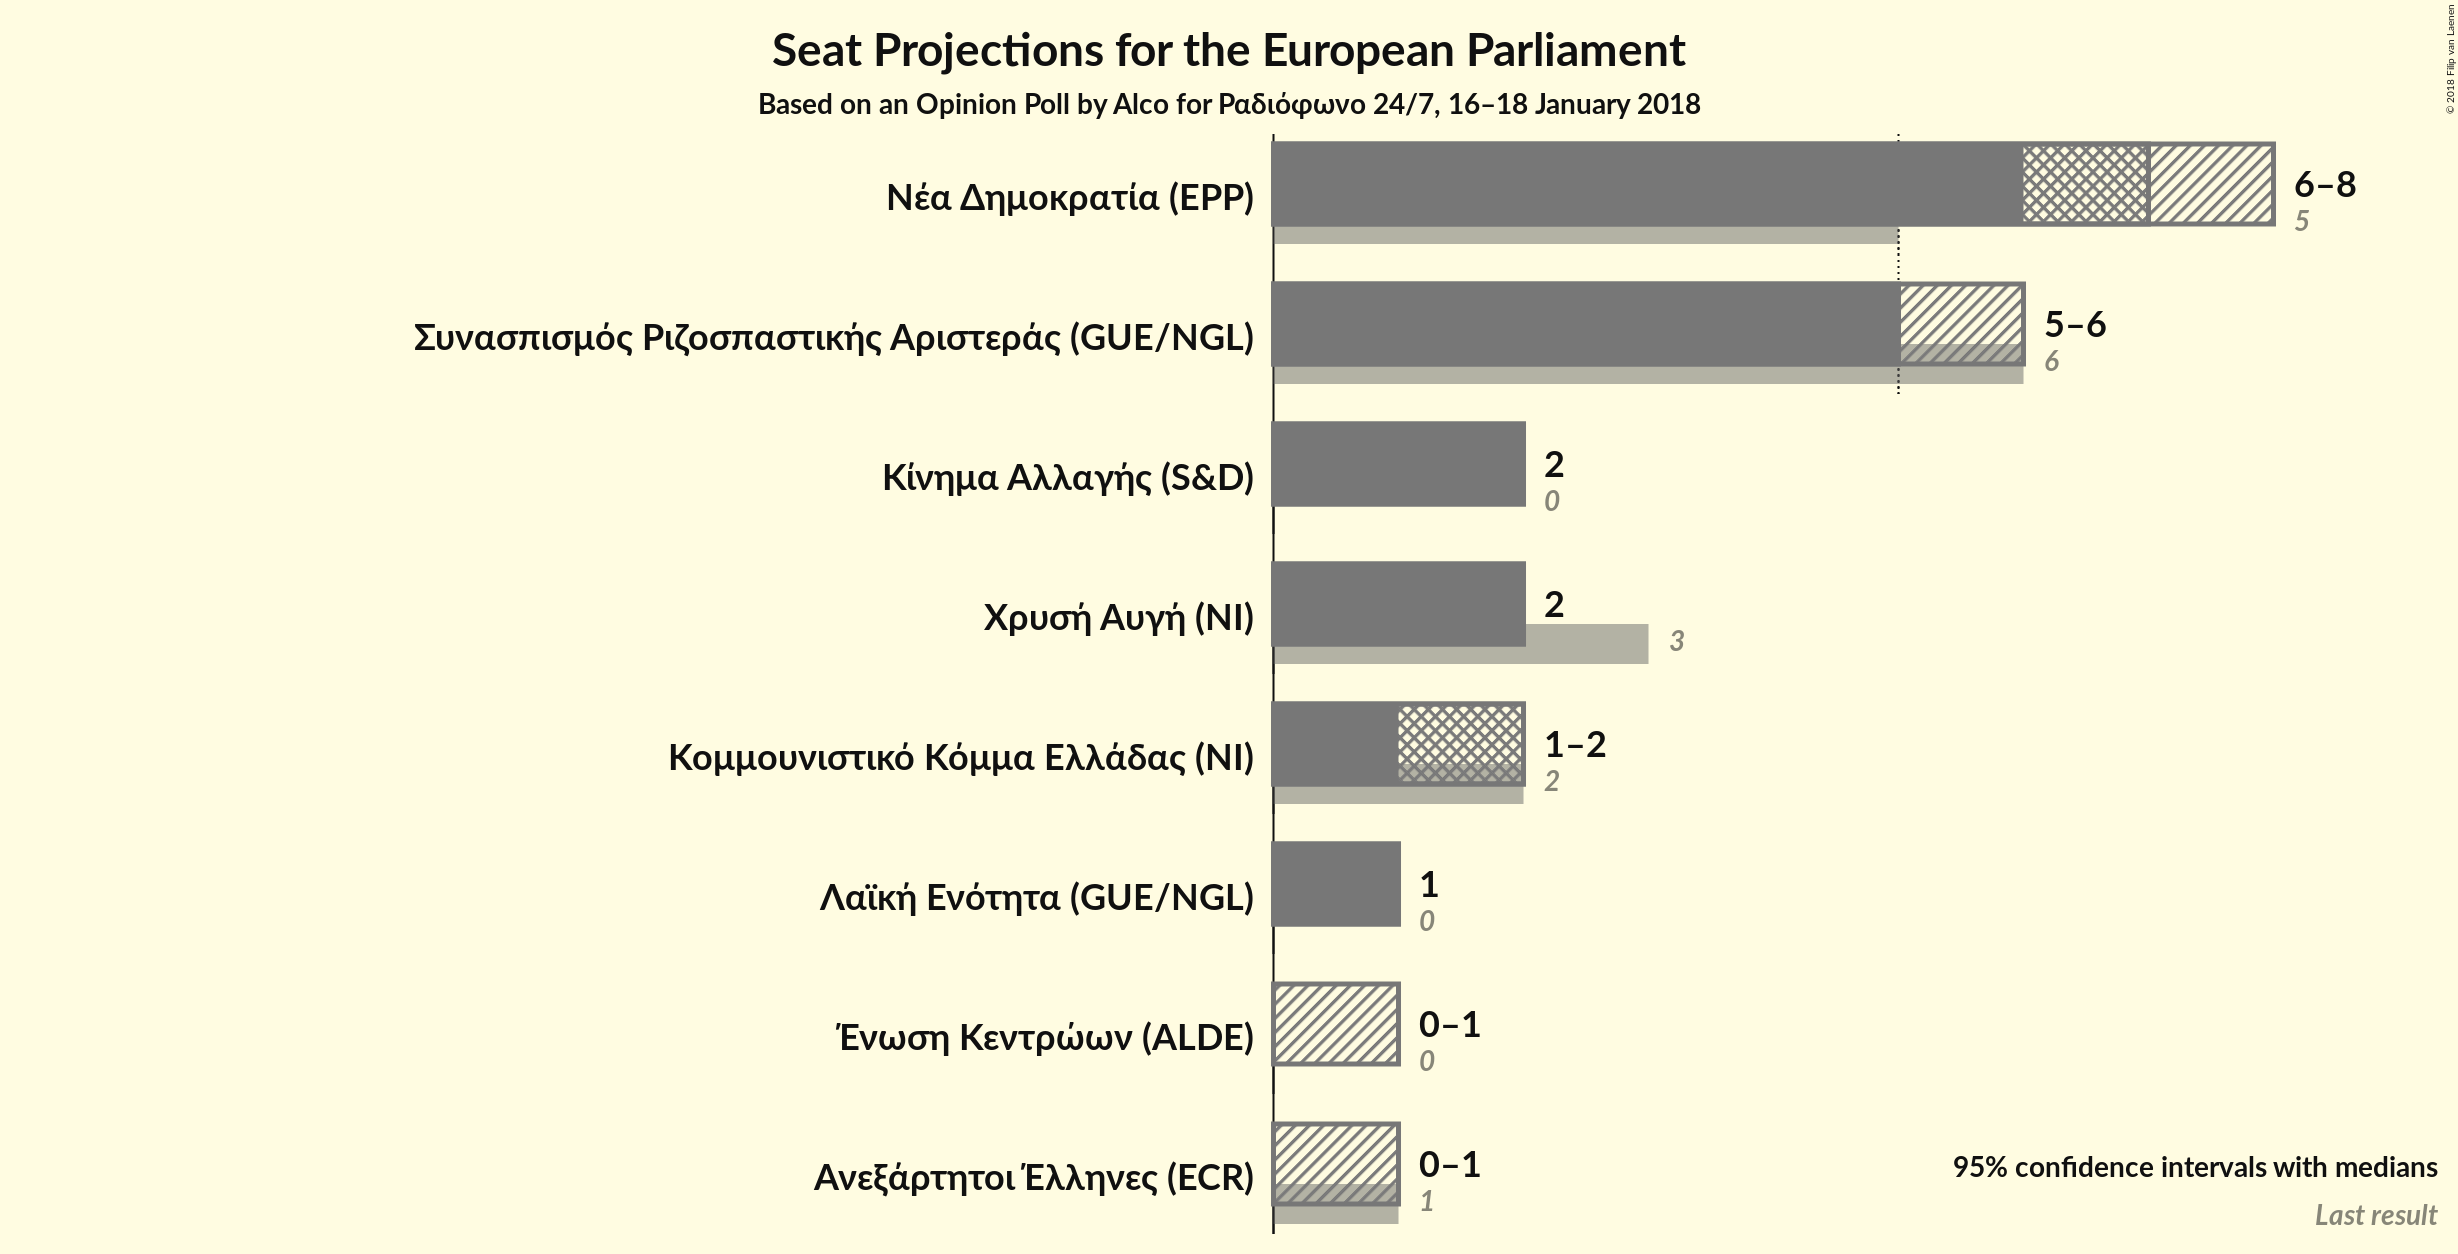 Seat Projections for the European Parliament
Based on an Opinion Poll by Alco for Ραδιόφωνο 24/7, 16–18 January 2018
© 2018 Filip van Laenen
Νέα Δημοκρατία (EPP)
6–8
5
Συνασπισμός Ριζοσπαστικής Αριστεράς (GUE/NGL)
5–6
6
Κίνημα Αλλαγής (S&D)
2
0
Χρυσή Αυγή (NI)
2
3
Κομμουνιστικό Κόμμα Ελλάδας (NI)
1–2
2
Λαϊκή Ενότητα (GUE/NGL)
1
0
Ένωση Κεντρώων (ALDE)
0–1
0
Ανεξάρτητοι Έλληνες (ECR)
0–1
1
95% confidence intervals with medians
Last result